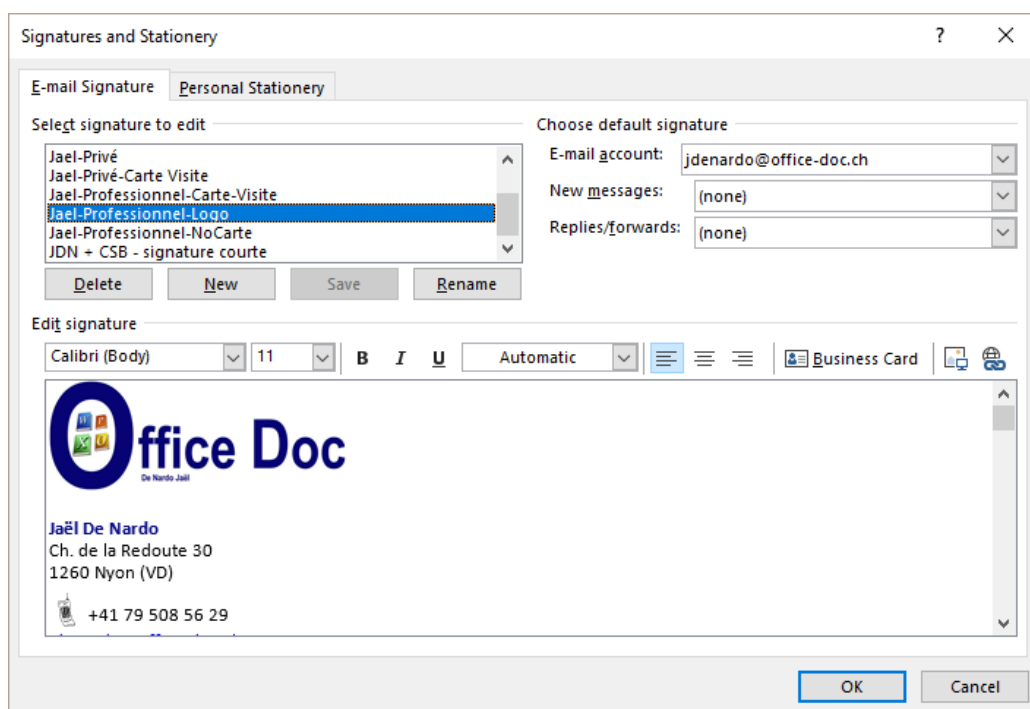 Signatures and Stationery
?
E-mail Signature
Personal Stationery
Select signature to edit
Jael-Privé
Jael-Privé-Carte Visite
Jael-Professionnel-Carte-Visite
Jael-Professionnel-Logo
Jael-Professionnel-NoCarte
JDN + CSB - signature courte
Delete
New
Save
Rename
Choose default signature
E-mail account: jdenardo@office-doc.ch
New messages: (none)
Replies/forwards: (none)
Edit signature
Calibri (Body) 11 B I U Automatic Business Card
Office Doc
De Nardo Jaël
Jaël De Nardo
Ch. de la Redoute 30
1260 Nyon (VD)
+41 79 508 56 29
OK
Cancel